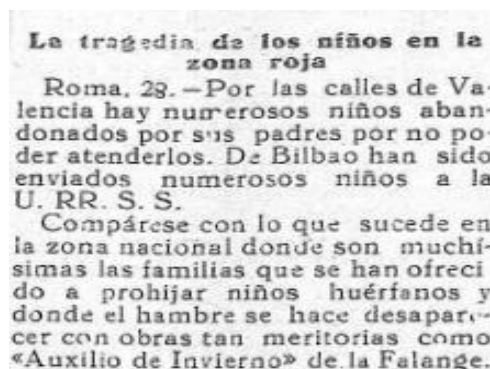 La tragedia de los niños en la
zona roja
Roma, 28.—Por las calles de Va-
lencia hay numerosos niños aban-
donados por sus padres por no po-
der atenderlos. De Bilbao han sido
enviados numerosos niños a la
U. RR. S. S.
Compárese con lo que sucede en
la zona nacional donde son muchí-
simas las familias que se han ofreci
do a prohijar niños huérfanos y
donde el hambre se hace desapare-
cer con obras tan meritorias como
«Auxilio de Invierno» de la Falange.